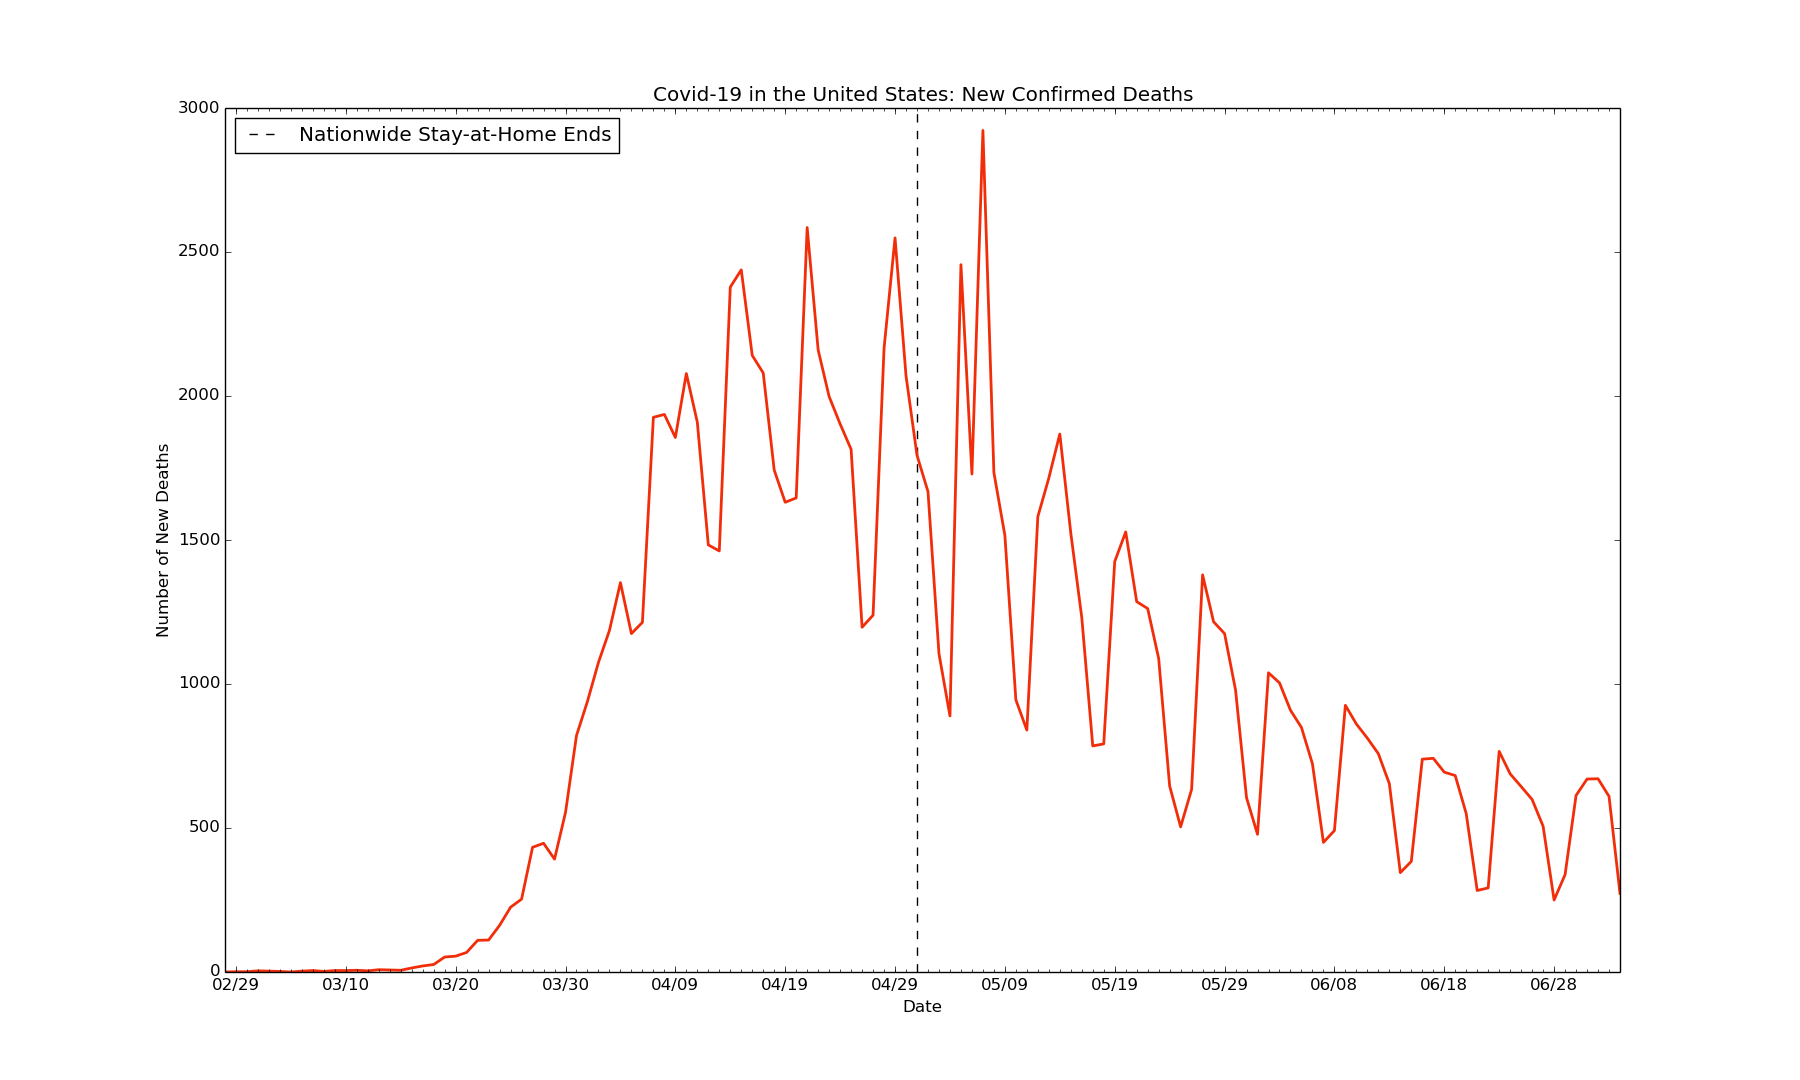 Covid-19 in the United States: New Confirmed Deaths
Nationwide Stay-at-Home Ends
3000
2500
2000
1500
1000
500
0
Number of New Deaths
02/29 03/10 03/20 03/30 04/09 04/19 04/29 05/09 05/19 05/29 06/08 06/18 06/28
Date